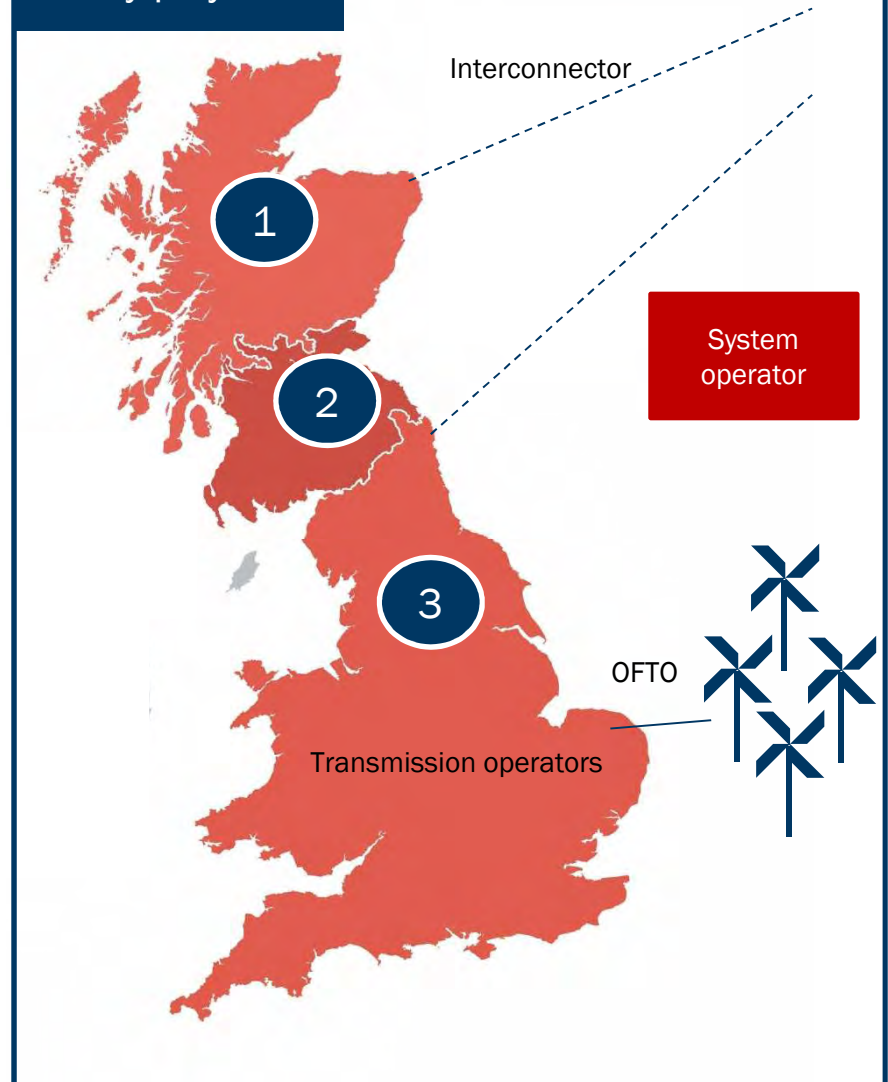 Interconnector
1
System
operator
2
3
OFTO
Transmission operators